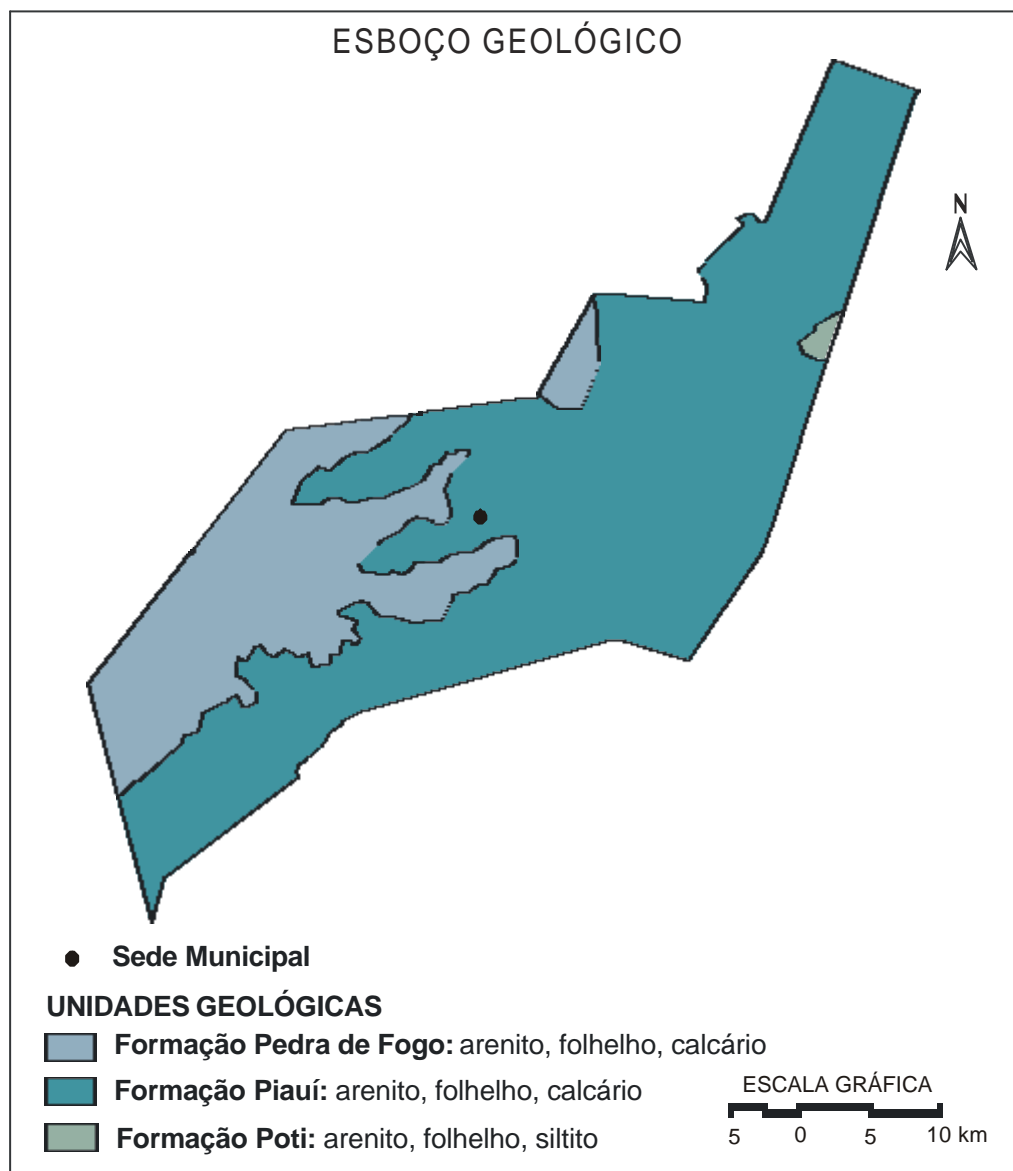 ESBOÇO GEOLÓGICO
N
Sede Municipal
UNIDADES GEOLÓGICAS
Formação Pedra de Fogo: arenito, folhelho, calcário
Formação Piauí: arenito, folhelho, calcário
Formação Poti: arenito, folhelho, siltito
ESCALA GRÁFICA
5 0 5 10 km